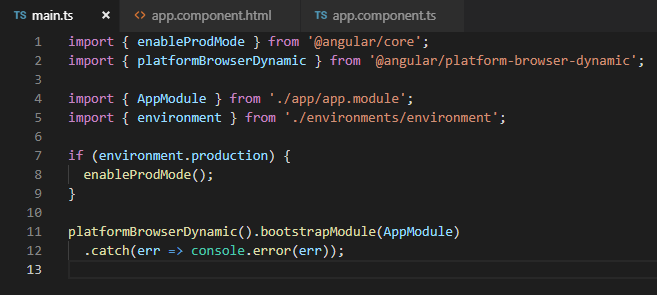 TS main.ts × <> app.component.html TS app.component.ts
1 import { enableProdMode } from '@angular/core';
2 import { platformBrowserDynamic } from '@angular/platform-browser-dynamic';
3
4 import { AppModule } from './app/app.module';
5 import { environment } from './environments/environment';
6
7 if (environment.production) {
8   enableProdMode();
9 }
10
11 platformBrowserDynamic().bootstrapModule(AppModule)
12   .catch(err => console.error(err));
13